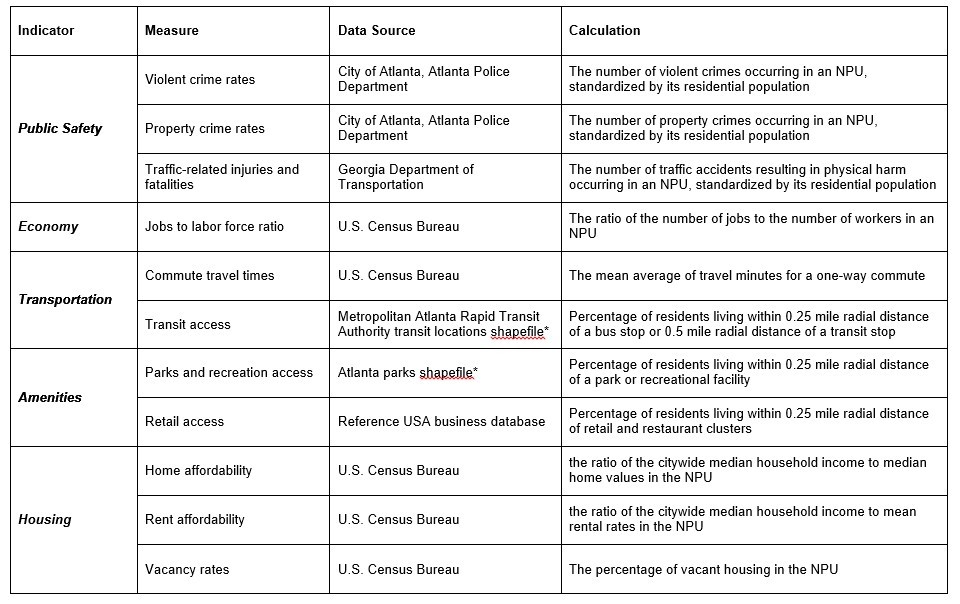 Indicator
Measure
Data Source
Calculation
Public Safety
Violent crime rates
City of Atlanta, Atlanta Police
Department
The number of violent crimes occurring in an NPU,
standardized by its residential population
Property crime rates
City of Atlanta, Atlanta Police
Department
The number of property crimes occurring in an NPU,
standardized by its residential population
Traffic-related injuries and
fatalities
Georgia Department of
Transportation
The number of traffic accidents resulting in physical harm
occurring in an NPU, standardized by its residential population
Economy
Jobs to labor force ratio
U.S. Census Bureau
The ratio of the number of jobs to the number of workers in an
NPU
Transportation
Commute travel times
U.S. Census Bureau
The mean average of travel minutes for a one-way commute
Transit access
Metropolitan Atlanta Rapid Transit
Authority transit locations shapefile*
Percentage of residents living within 0.25 mile radial distance
of a bus stop or 0.5 mile radial distance of a transit stop
Amenities
Parks and recreation access
Atlanta parks shapefile*
Percentage of residents living within 0.25 mile radial distance
of a park or recreational facility
Retail access
Reference USA business database
Percentage of residents living within 0.25 mile radial distance
of retail and restaurant clusters
Housing
Home affordability
U.S. Census Bureau
the ratio of the citywide median household income to median
home values in the NPU
Rent affordability
U.S. Census Bureau
the ratio of the citywide median household income to mean
rental rates in the NPU
Vacancy rates
U.S. Census Bureau
The percentage of vacant housing in the NPU